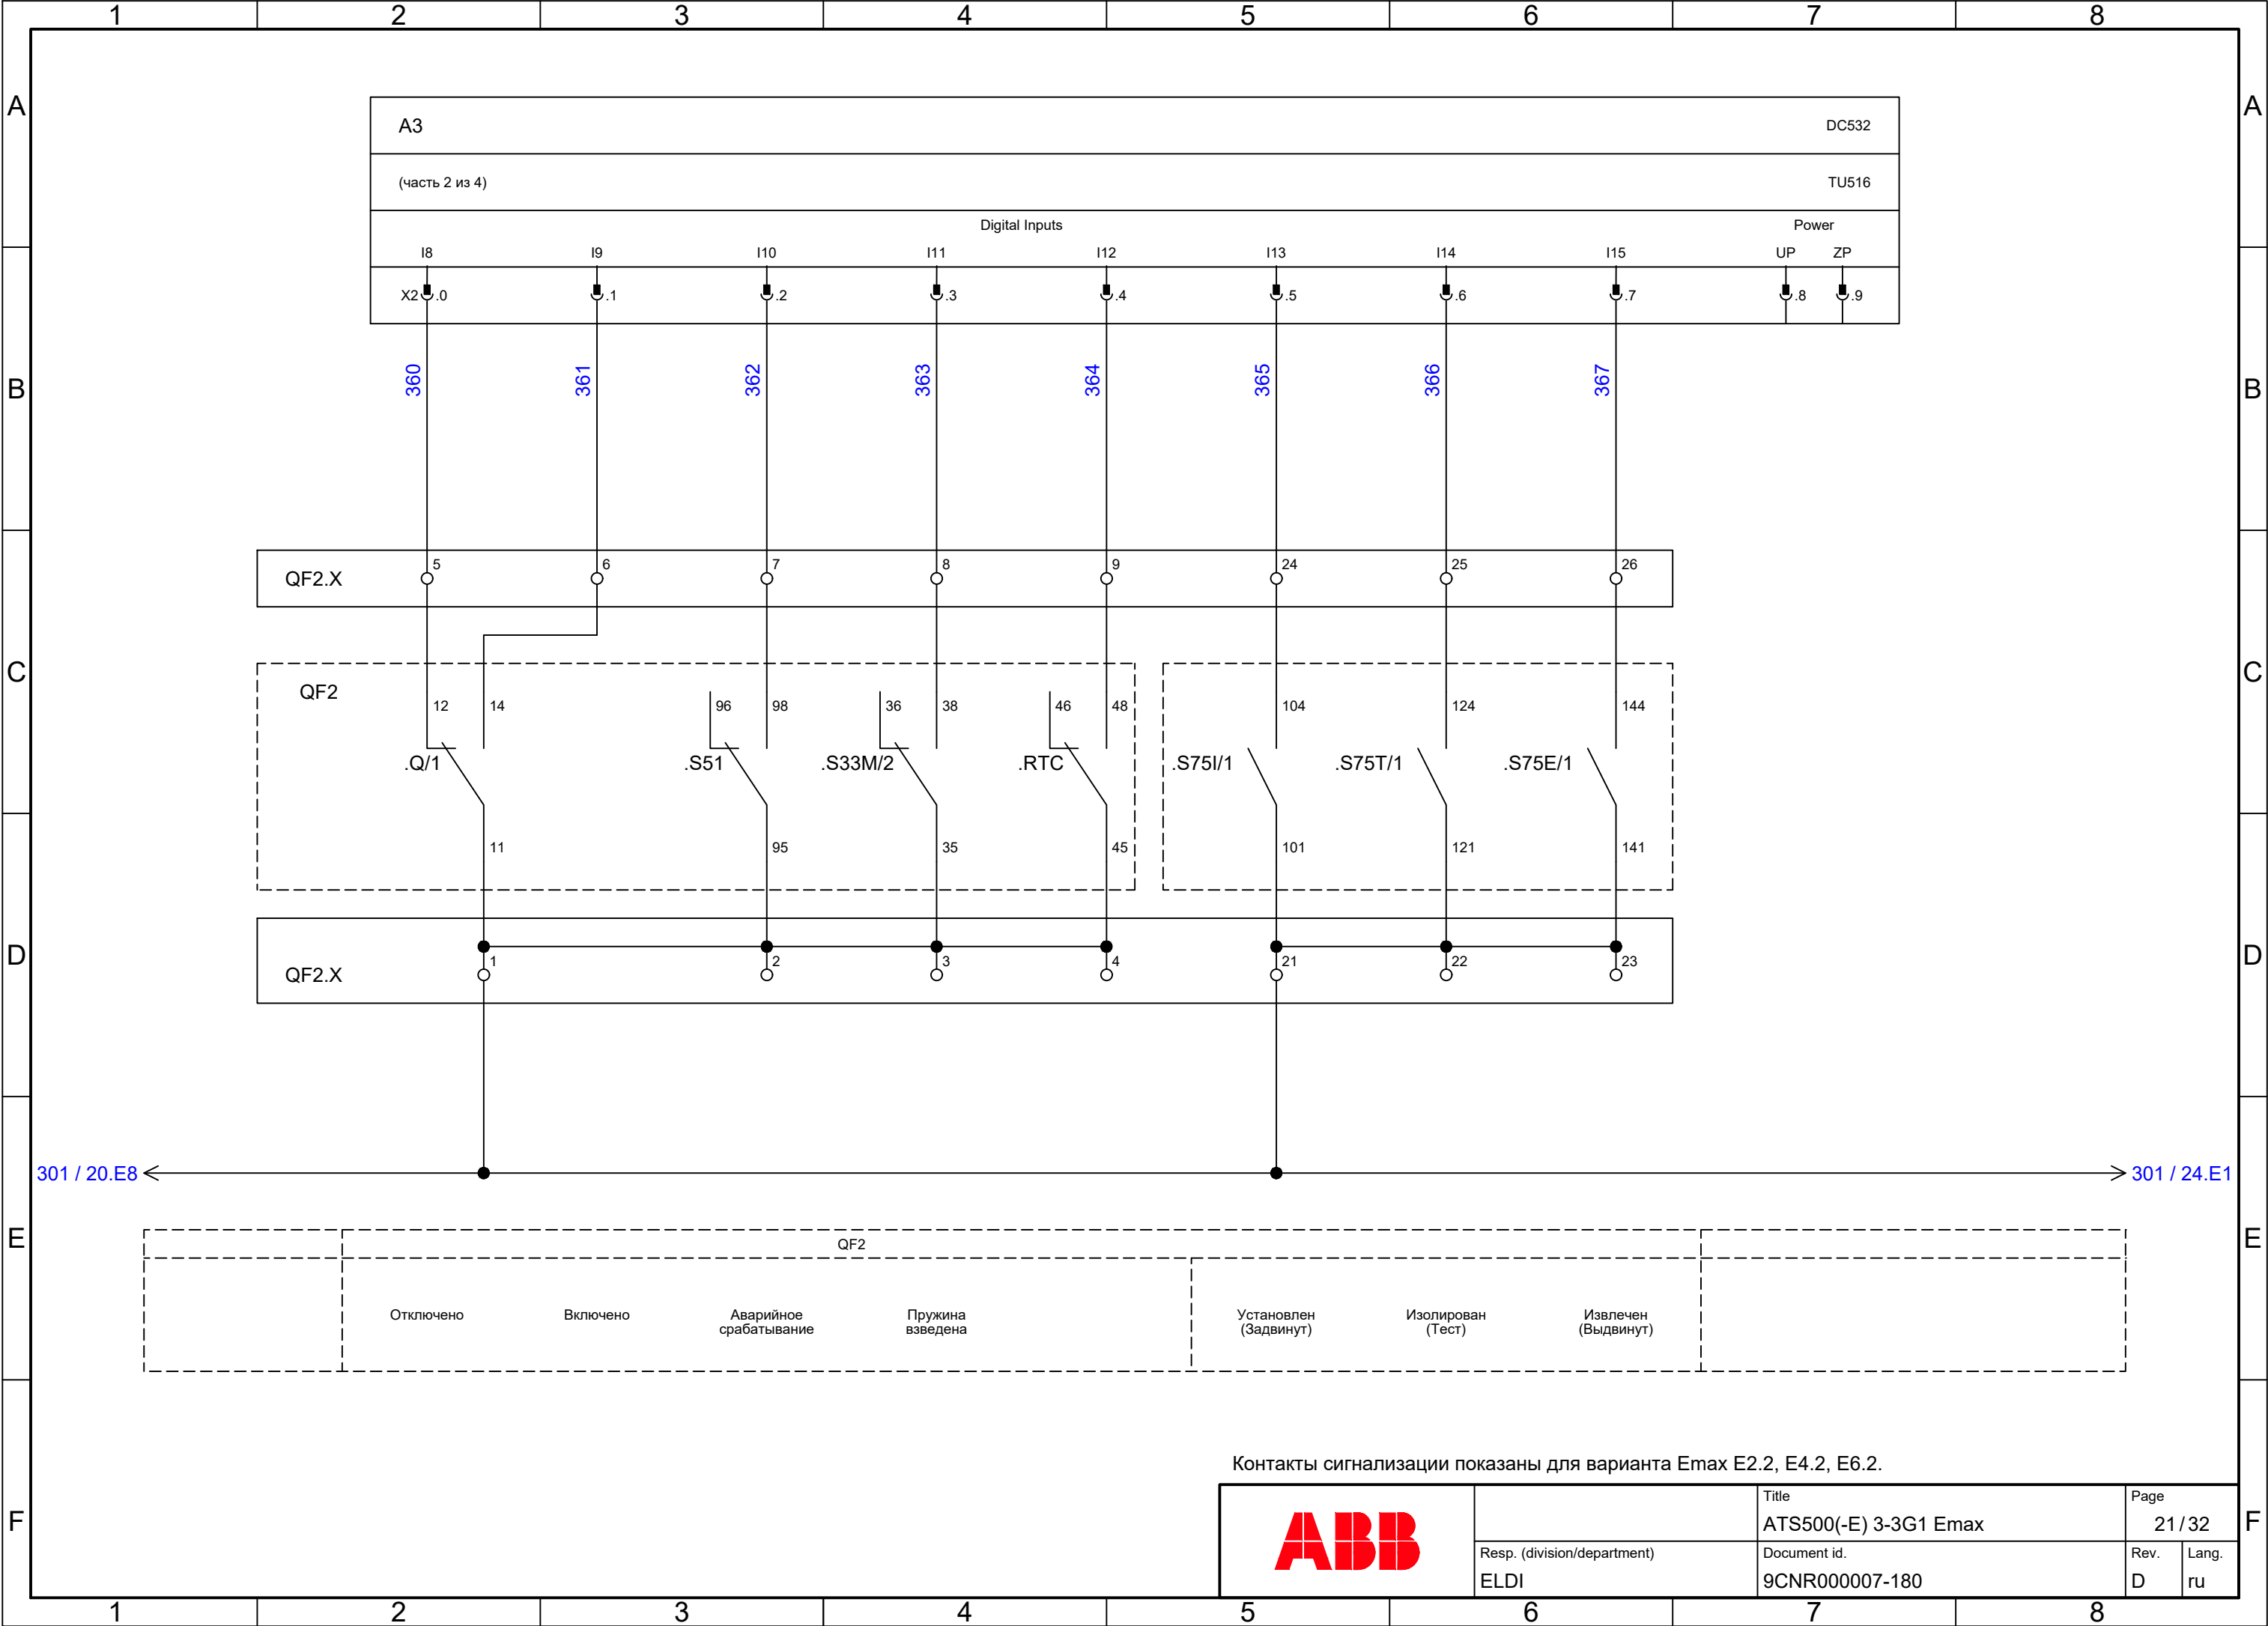 1 2 3 4 5 6 7 8
A A
A3 DC532
(часть 2 из 4) TU516
Digital Inputs Power
I8 I9 I10 I11 I12 I13 I14 I15 UP ZP
X2 .0 .1 .2 .3 .4 .5 .6 .7 .8 .9
B B
360 361 362 363 364 365 366 367
QF2.X 5 6 7 8 9 24 25 26
C C
QF2
12 14 96 98 36 38 46 48 104 124 144
.Q/1 .S51 .S33M/2 .RTC .S75I/1 .S75T/1 .S75E/1
11 95 35 45 101 121 141
D D
QF2.X 1 2 3 4 21 22 23
301 / 20.E8 301 / 24.E1
E E
QF2
Отключено Включено Аварийное Пружина Установлен Изолирован Извлечен
срабатывание взведена (Задвинут) (Тест) (Выдвинут)
Контакты сигнализации показаны для варианта Emax E2.2, E4.2, E6.2.
F F
ABB
Title
ATS500(-E) 3-3G1 Emax
Page
21 / 32
Resp. (division/department)
ELDI
Document id.
9CNR000007-180
Rev.
D
Lang.
ru
1 2 3 4 5 6 7 8